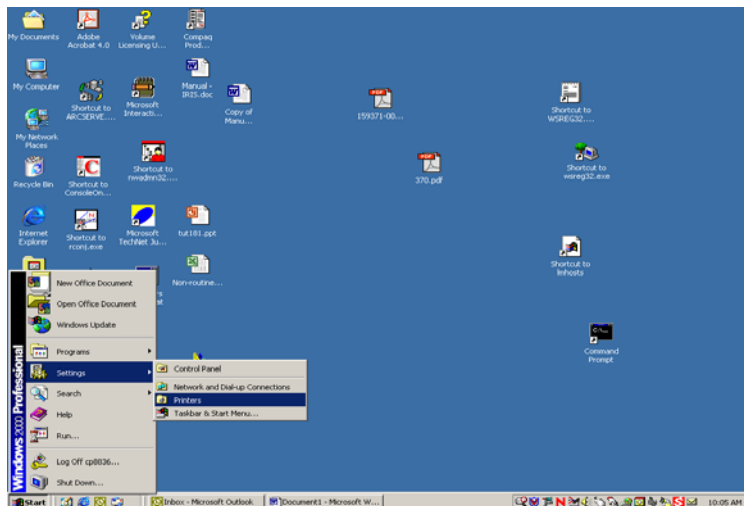 My Documents
Adobe
Acrobat 4.0
Volume
Licensing U...
Compaq
Prod...
My Computer
Shortcut to
ARCSERVE....
Microsoft
Interacti...
Manual -
IRIS.doc
Copy of
Manu...
159371-00...
Shortcut to
WSREG32....
My Network
Places
Recycle Bin
Shortcut to
ConsoleOn...
Shortcut to
nwadmn32....
370.pdf
Shortcut to
wsreg32.exe
Internet
Explorer
Shortcut to
rconj.exe
Microsoft
TechNet Ju...
tut101.ppt
Non-routine...
Shortcut to
lmhosts
Command
Prompt
Windows 2000 Professional
New Office Document
Open Office Document
Windows Update
Programs
Settings
Search
Help
Run...
Log Off cp8836...
Shut Down...
Control Panel
Network and Dial-up Connections
Printers
Taskbar & Start Menu...
Start
Inbox - Microsoft Outlook
Document1 - Microsoft W...
10:05 AM